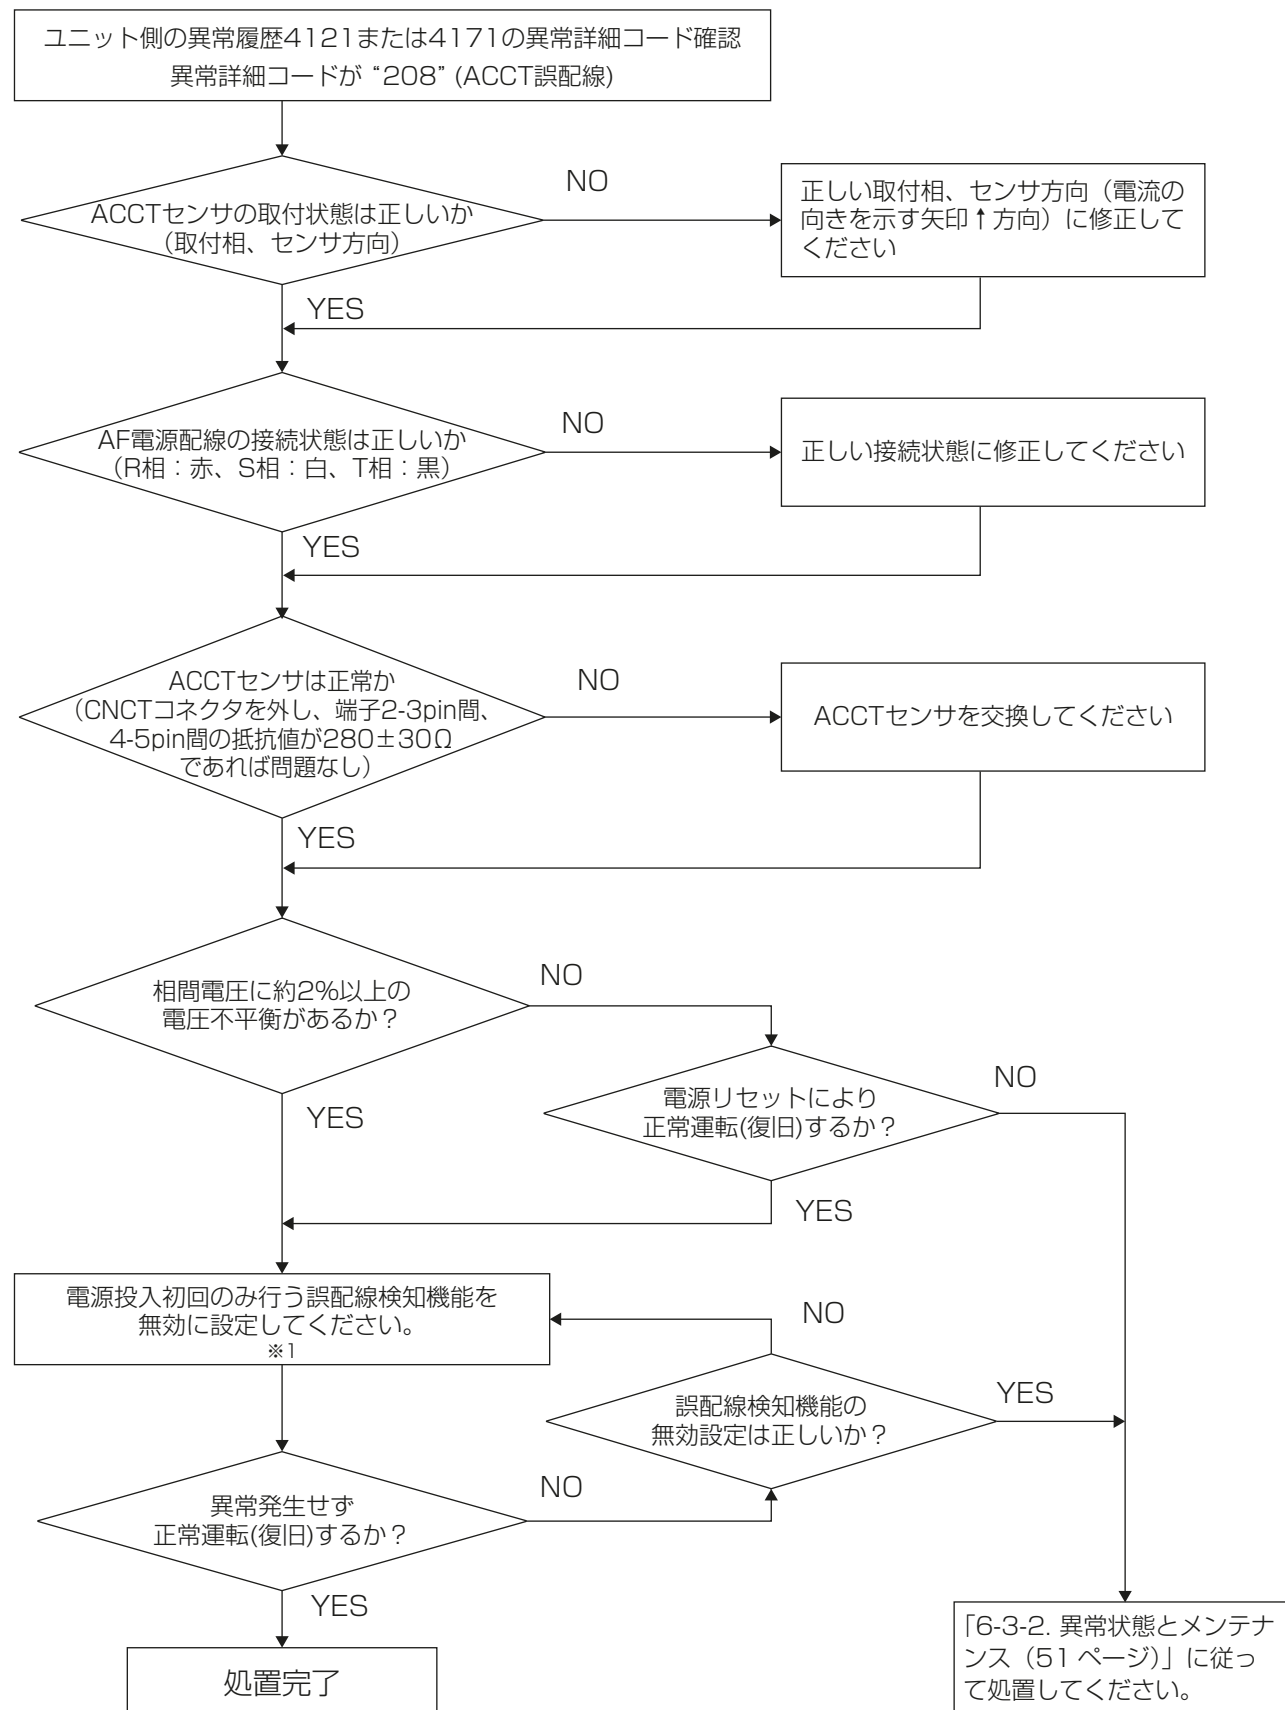 ユニット側の異常履歴4121または4171の異常詳細コード確認
異常詳細コードが “208” (ACCT誤配線)
ACCTセンサの取付状態は正しいか
（取付相、センサ方向）
NO
正しい取付相、センサ方向（電流の
向きを示す矢印↑方向）に修正して
ください
YES
AF電源配線の接続状態は正しいか
（R相：赤、S相：白、T相：黒）
NO
正しい接続状態に修正してください
YES
ACCTセンサは正常か
（CNCTコネクタを外し、端子2-3pin間、
4-5pin間の抵抗値が280±30Ω
であれば問題なし）
NO
ACCTセンサを交換してください
YES
相間電圧に約2%以上の
電圧不平衡があるか？
NO
YES
電源リセットにより
正常運転(復旧)するか？
NO
YES
電源投入初回のみ行う誤配線検知機能を
無効に設定してください。
※1
NO
誤配線検知機能の
無効設定は正しいか？
YES
異常発生せず
正常運転(復旧)するか？
NO
YES
処置完了
「6-3-2. 異常状態とメンテナ
ンス（51 ページ）」に従っ
て処置してください。